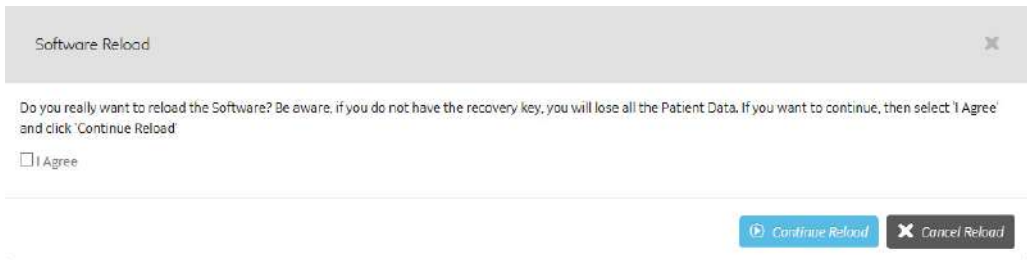 Software Reload
Do you really want to reload the Software? Be aware, if you do not have the recovery key, you will lose all the Patient Data. If you want to continue, then select 'I Agree'
and click 'Continue Reload'
I Agree
Continue Reload
Cancel Reload